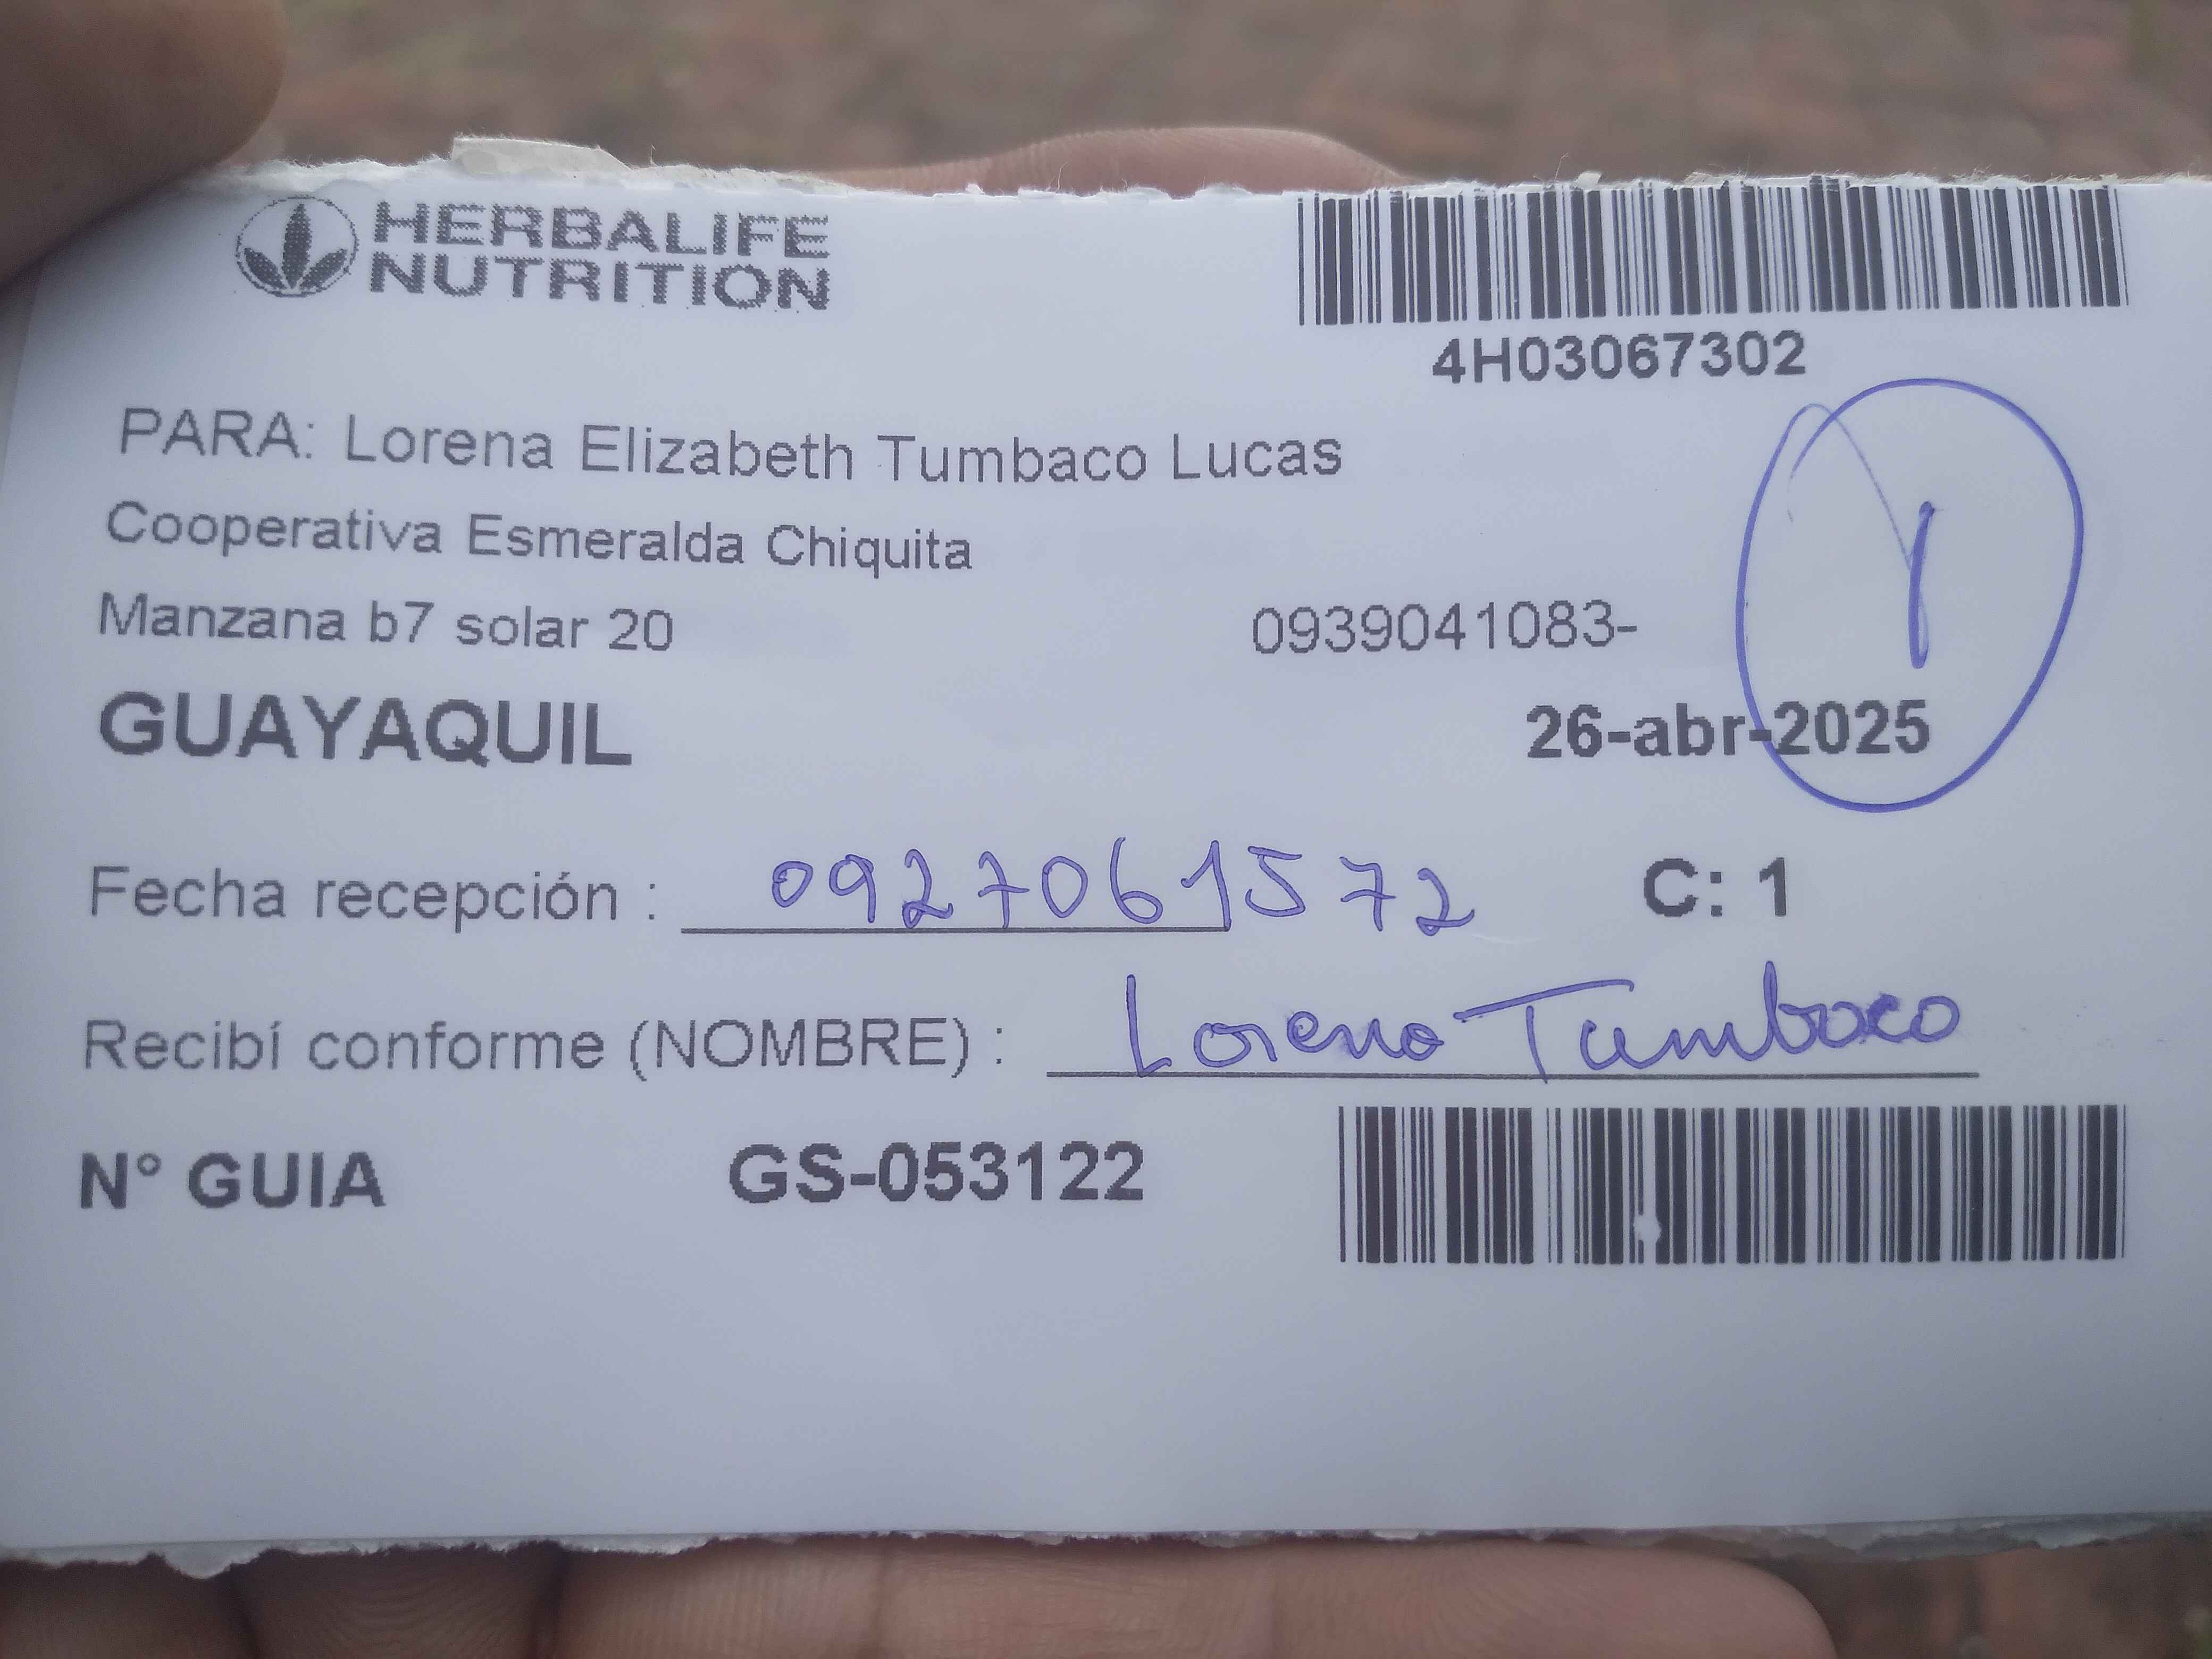 HERBALIFE
NUTRITION
4H03067302
PARA: Lorena Elizabeth Tumbaco Lucas
Cooperativa Esmeralda Chiquita
Manzana b7 solar 20 0939041083-
1
GUAYAQUIL 26-abr-2025
Fecha recepción : 0927061572 C: 1
Recibí conforme (NOMBRE) : Lorena Tumbaco
N° GUIA GS-053122